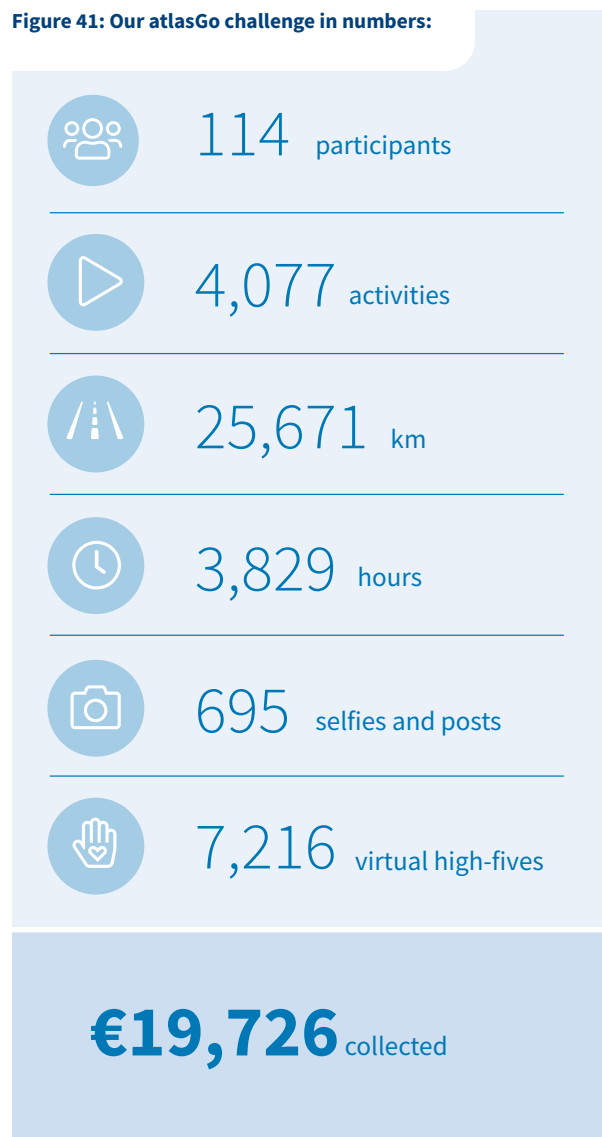 Figure 41: Our atlasGo challenge in numbers:
114 participants
4,077 activities
25,671 km
3,829 hours
695 selfies and posts
7,216 virtual high-fives
€19,726 collected